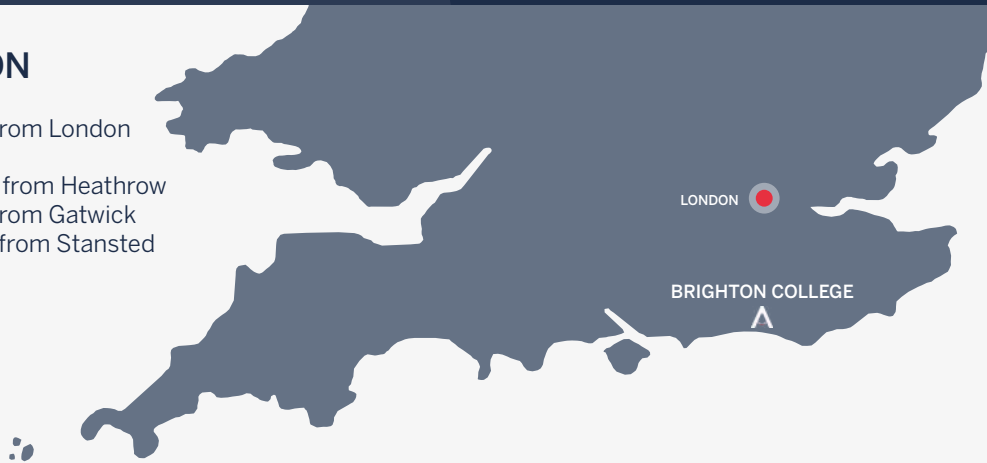 ON
rom London
from Heathrow
rom Gatwick
from Stansted
LONDON
BRIGHTON COLLEGE